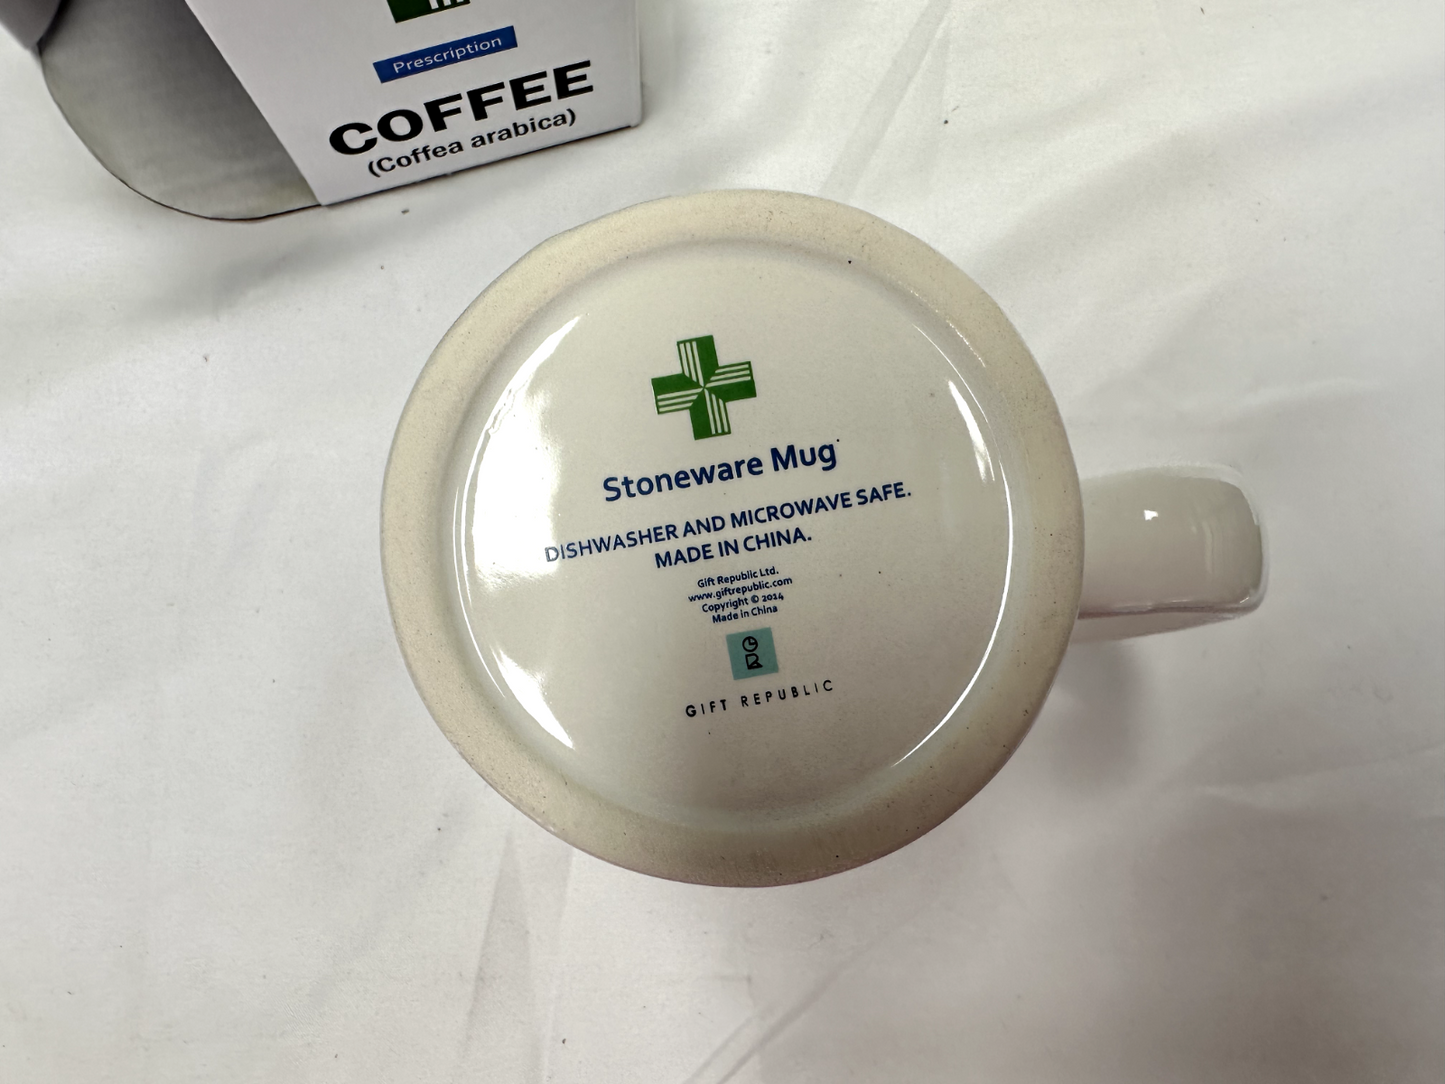 Prescription
COFFEE
(Coffea arabica)
Stoneware Mug
DISHWASHER AND MICROWAVE SAFE.
MADE IN CHINA.
Gift Republic Ltd.
www.giftrepublic.com
Copyright © 2014
Made in China
GR
GIFT REPUBLIC